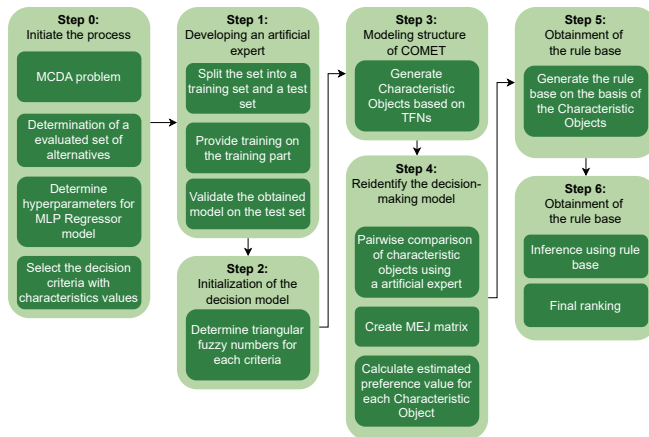 Step 0:
Initiate the process
MCDA problem
Determination of a
evaluated set of
alternatives
Determine
hyperparameters for
MLP Regressor
model
Select the decision
criteria with
characteristics values
Step 1:
Developing an artificial
expert
Split the set into a
training set and a test
set
Provide training on
the training part
Validate the obtained
model on the test set
Step 2:
Initialization of the
decision model
Determine triangular
fuzzy numbers for
each criteria
Step 3:
Modeling structure
of COMET
Generate
Characteristic
Objects based on
TFNs
Step 4:
Reidentify the decision-
making model
Pairwise comparison
of characteristic
objects using
a artificial expert
Create MEJ matrix
Calculate estimated
preference value for
each Characteristic
Object
Step 5:
Obtainment of
the rule base
Generate the rule
base on the basis of
the Characteristic
Objects
Step 6:
Obtainment of
the rule base
Inference using rule
base
Final ranking